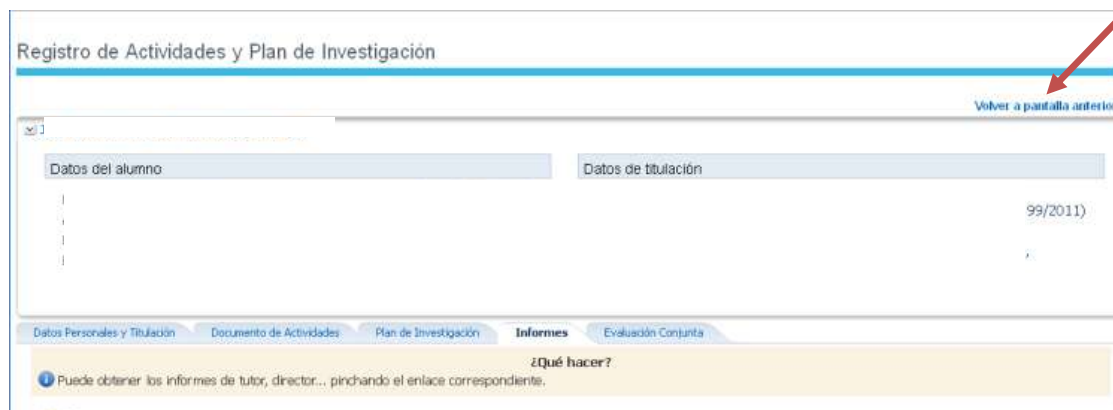 Registro de Actividades y Plan de Investigación
Volver a pantalla anterio
Datos del alumno
Datos de titulación
99/2011)
Datos Personales y Titulación
Documento de Actividades
Plan de Investigación
Informes
Evaluación Conjunta
¿Qué hacer?
Puede obtener los informes de tutor, director... pinchando el enlace correspondiente.